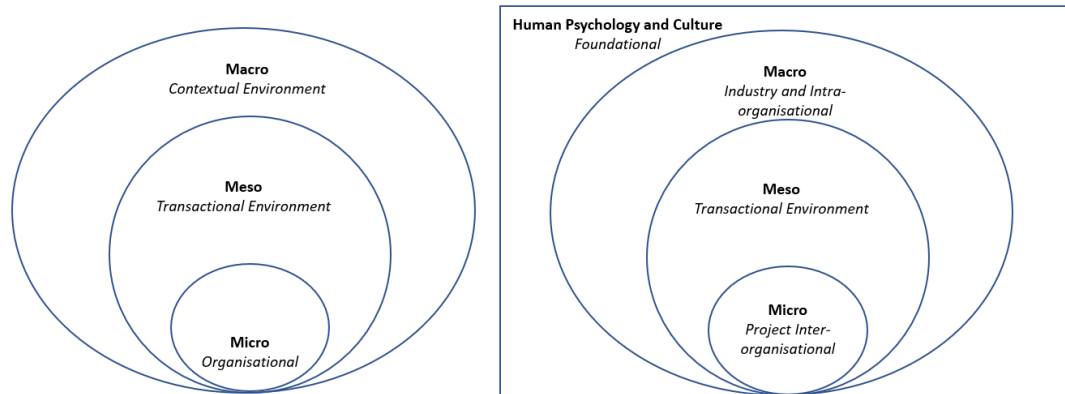 Macro
Contextual Environment
Meso
Transactional Environment
Micro
Organisational
Human Psychology and Culture
Foundational
Macro
Industry and Intra-
organisational
Meso
Transactional Environment
Micro
Project Inter-
organisational